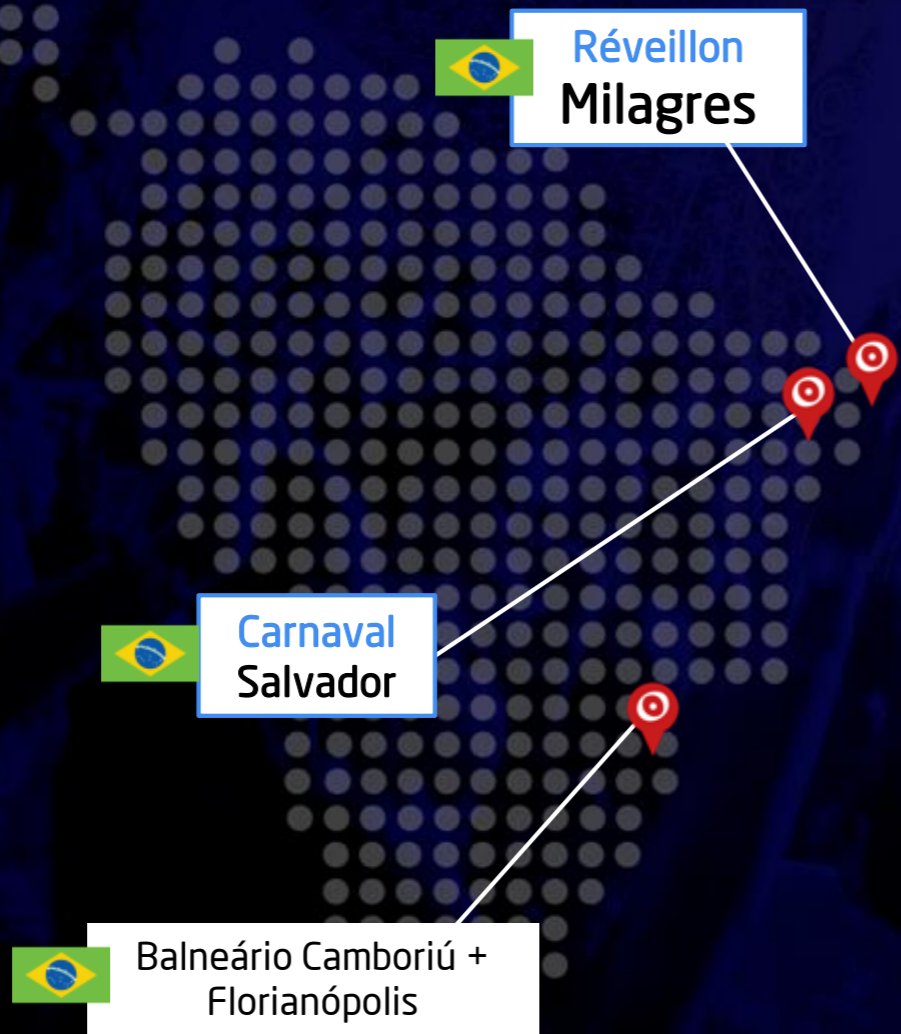 Réveillon
Milagres
Carnaval
Salvador
Balneário Camboriú +
Florianópolis